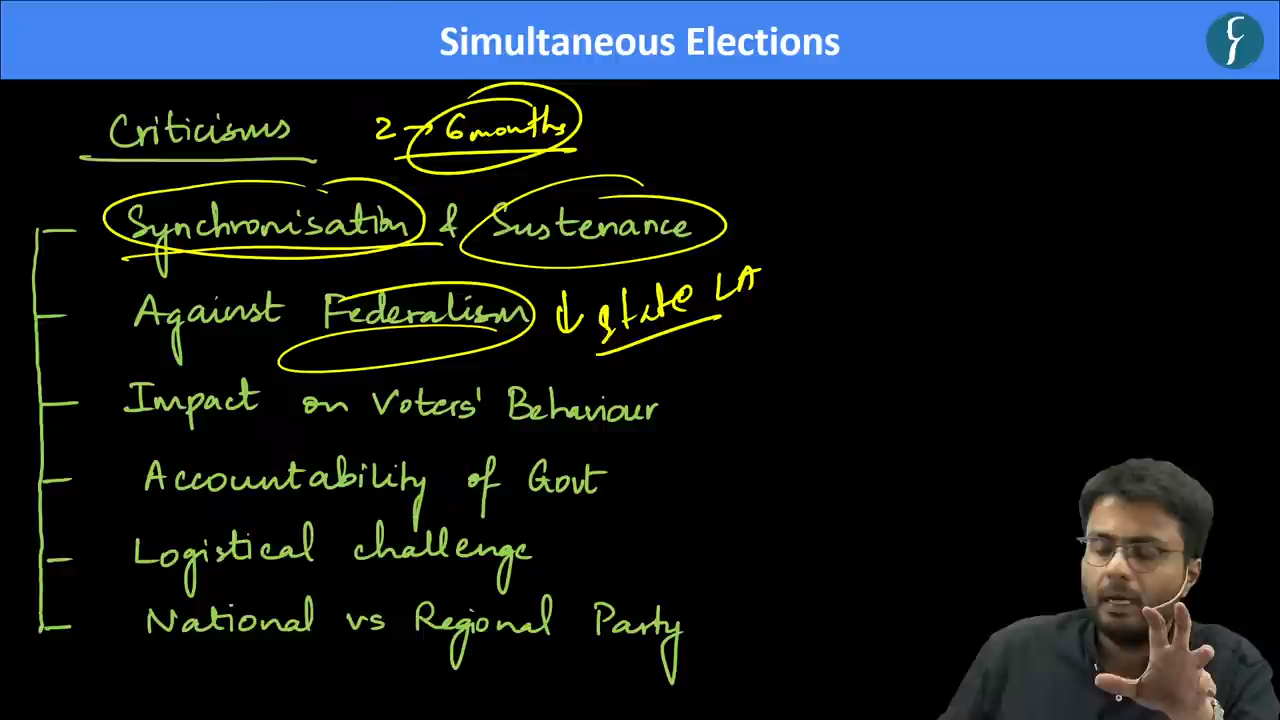 Simultaneous Elections
Criticisms 2 → 6 months
Synchronisation & Sustenance
Against Federalism ↓ state LA
Impact on Voters' Behaviour
Accountability of Govt
Logistical challenge
National vs Regional Party